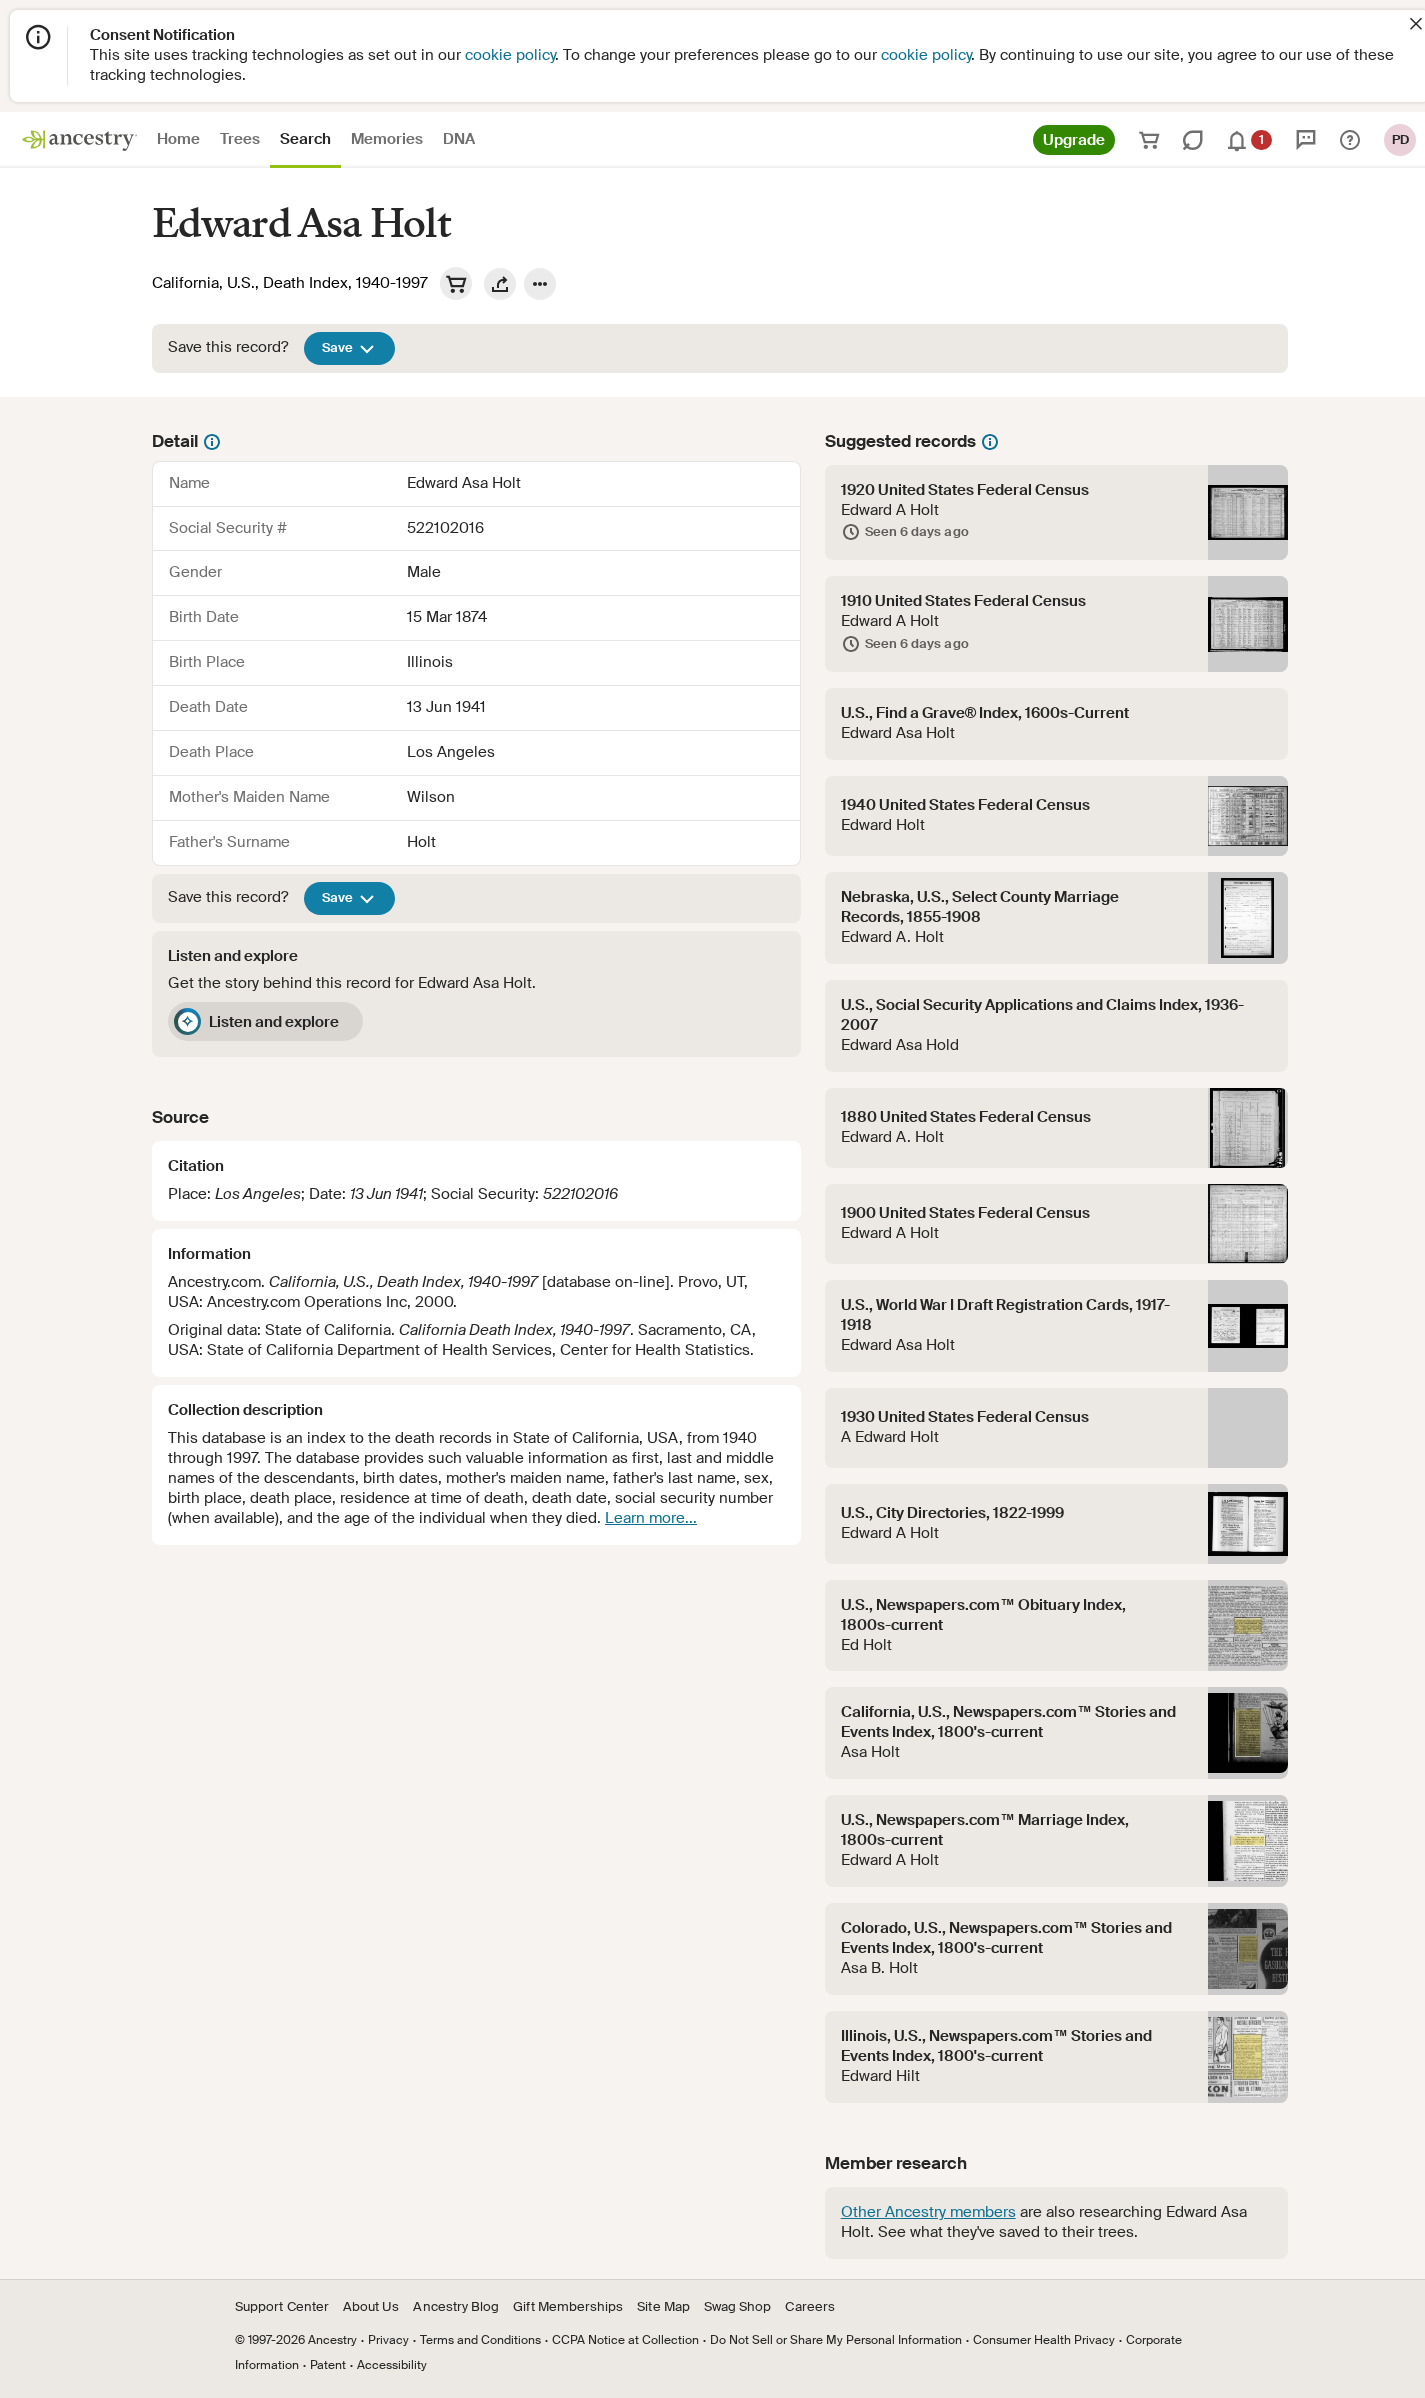 Consent Notification
This site uses tracking technologies as set out in our cookie policy. To change your preferences please go to our cookie policy. By continuing to use our site, you agree to our use of these
tracking technologies.
ancestry Home Trees Search Memories DNA Upgrade 1 PD
Edward Asa Holt
California, U.S., Death Index, 1940-1997
Save this record? Save
Detail
Name Edward Asa Holt
Social Security # 522102016
Gender Male
Birth Date 15 Mar 1874
Birth Place Illinois
Death Date 13 Jun 1941
Death Place Los Angeles
Mother's Maiden Name Wilson
Father's Surname Holt
Save this record? Save
Listen and explore
Get the story behind this record for Edward Asa Holt.
Listen and explore
Source
Citation
Place: Los Angeles; Date: 13 Jun 1941; Social Security: 522102016
Information
Ancestry.com. California, U.S., Death Index, 1940-1997 [database on-line]. Provo, UT,
USA: Ancestry.com Operations Inc, 2000.
Original data: State of California. California Death Index, 1940-1997. Sacramento, CA,
USA: State of California Department of Health Services, Center for Health Statistics.
Collection description
This database is an index to the death records in State of California, USA, from 1940
through 1997. The database provides such valuable information as first, last and middle
names of the descendants, birth dates, mother's maiden name, father's last name, sex,
birth place, death place, residence at time of death, death date, social security number
(when available), and the age of the individual when they died. Learn more...
Suggested records
1920 United States Federal Census
Edward A Holt
Seen 6 days ago
1910 United States Federal Census
Edward A Holt
Seen 6 days ago
U.S., Find a Grave® Index, 1600s-Current
Edward Asa Holt
1940 United States Federal Census
Edward Holt
Nebraska, U.S., Select County Marriage
Records, 1855-1908
Edward A. Holt
U.S., Social Security Applications and Claims Index, 1936-
2007
Edward Asa Hold
1880 United States Federal Census
Edward A. Holt
1900 United States Federal Census
Edward A Holt
U.S., World War I Draft Registration Cards, 1917-
1918
Edward Asa Holt
1930 United States Federal Census
A Edward Holt
U.S., City Directories, 1822-1999
Edward A Holt
U.S., Newspapers.com™ Obituary Index,
1800s-current
Ed Holt
California, U.S., Newspapers.com™ Stories and
Events Index, 1800's-current
Asa Holt
U.S., Newspapers.com™ Marriage Index,
1800s-current
Edward A Holt
Colorado, U.S., Newspapers.com™ Stories and
Events Index, 1800's-current
Asa B. Holt
Illinois, U.S., Newspapers.com™ Stories and
Events Index, 1800's-current
Edward Hilt
Member research
Other Ancestry members are also researching Edward Asa
Holt. See what they've saved to their trees.
Support Center About Us Ancestry Blog Gift Memberships Site Map Swag Shop Careers
© 1997-2026 Ancestry · Privacy · Terms and Conditions · CCPA Notice at Collection · Do Not Sell or Share My Personal Information · Consumer Health Privacy · Corporate
Information · Patent · Accessibility